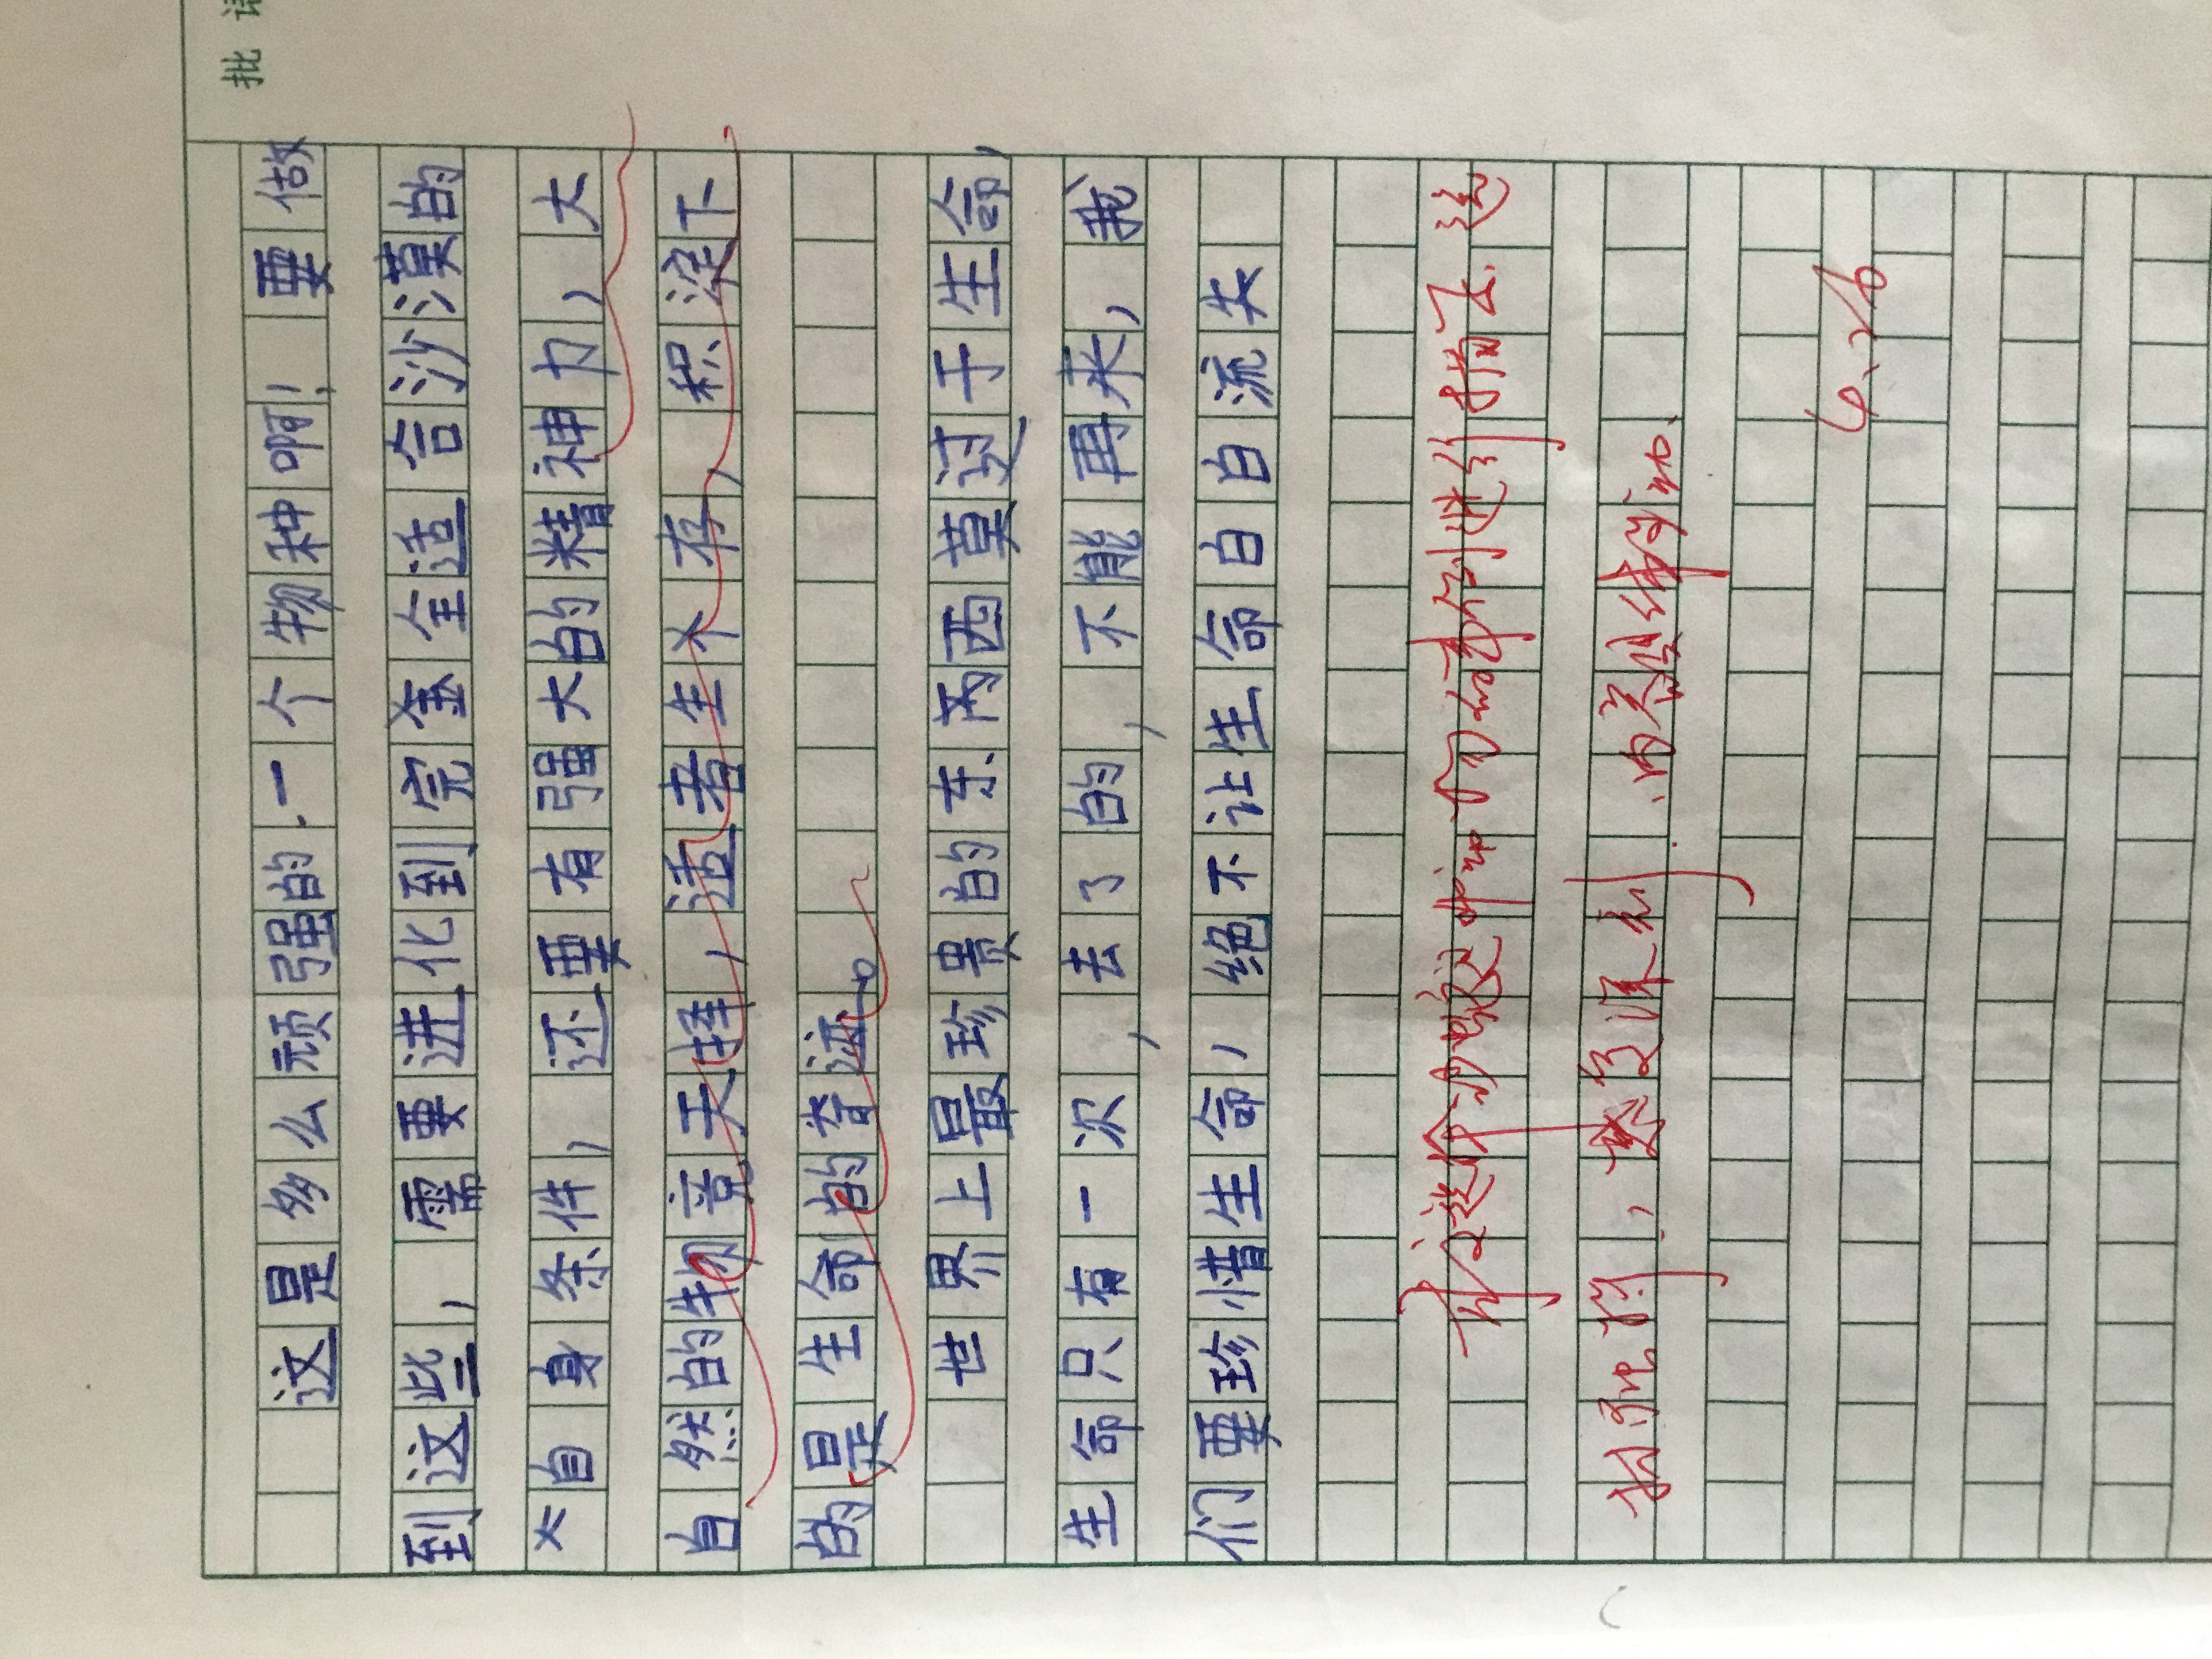 批语
这是多么顽强的一个物种啊！要做
到这些，需要进化到完全适合沙漠的
自身条件，还要有强大的精神力，大
自然的物竞天择，适者生存，积淀下
的是生命的奇迹。
世界上最珍贵的东西莫过于生命，
生命只有一次，去了的，不能再来，我
们要珍惜生命，绝不让生命白白流失
本文选择沙蜥这种动物的事例进行描写，选
材独特，感受深刻，内容具体生动。
6.26